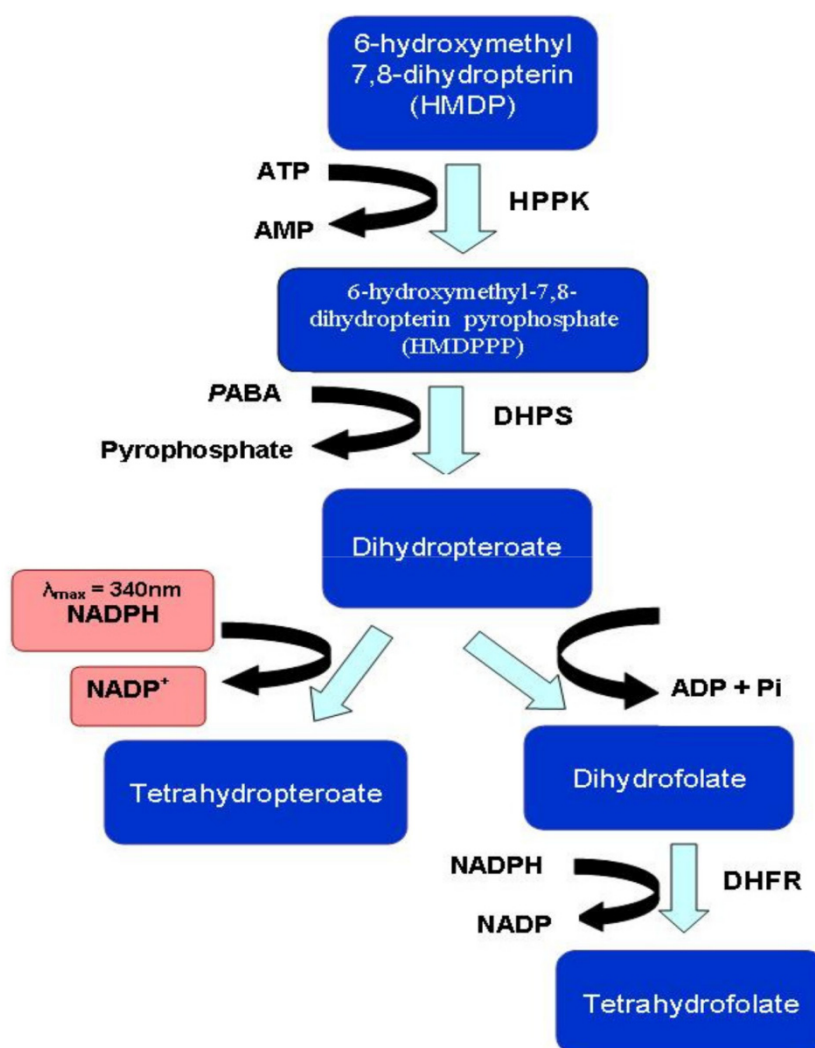 6-hydroxymethyl
7,8-dihydropterin
(HMDP)
ATP
HPPK
AMP
6-hydroxymethyl-7,8-
dihydropterin pyrophosphate
(HMDPPP)
PABA
DHPS
Pyrophosphate
Dihydropteroate
λmax = 340nm
NADPH
NADP⁺
ADP + Pi
Tetrahydropteroate
Dihydrofolate
NADPH
DHFR
NADP
Tetrahydrofolate